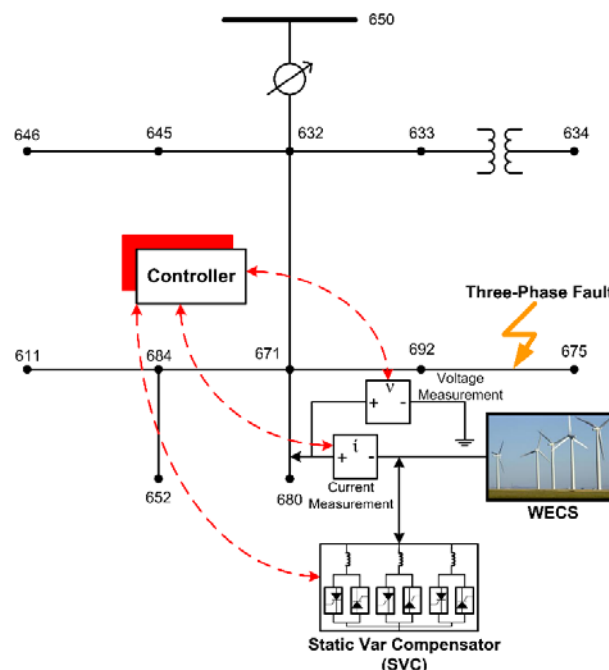 650
646
645
632
633
634
Controller
Three-Phase Fault
611
684
671
692
675
Voltage
Measurement
v
+ -
i
+ -
Current
Measurement
652
680
WECS
Static Var Compensator
(SVC)